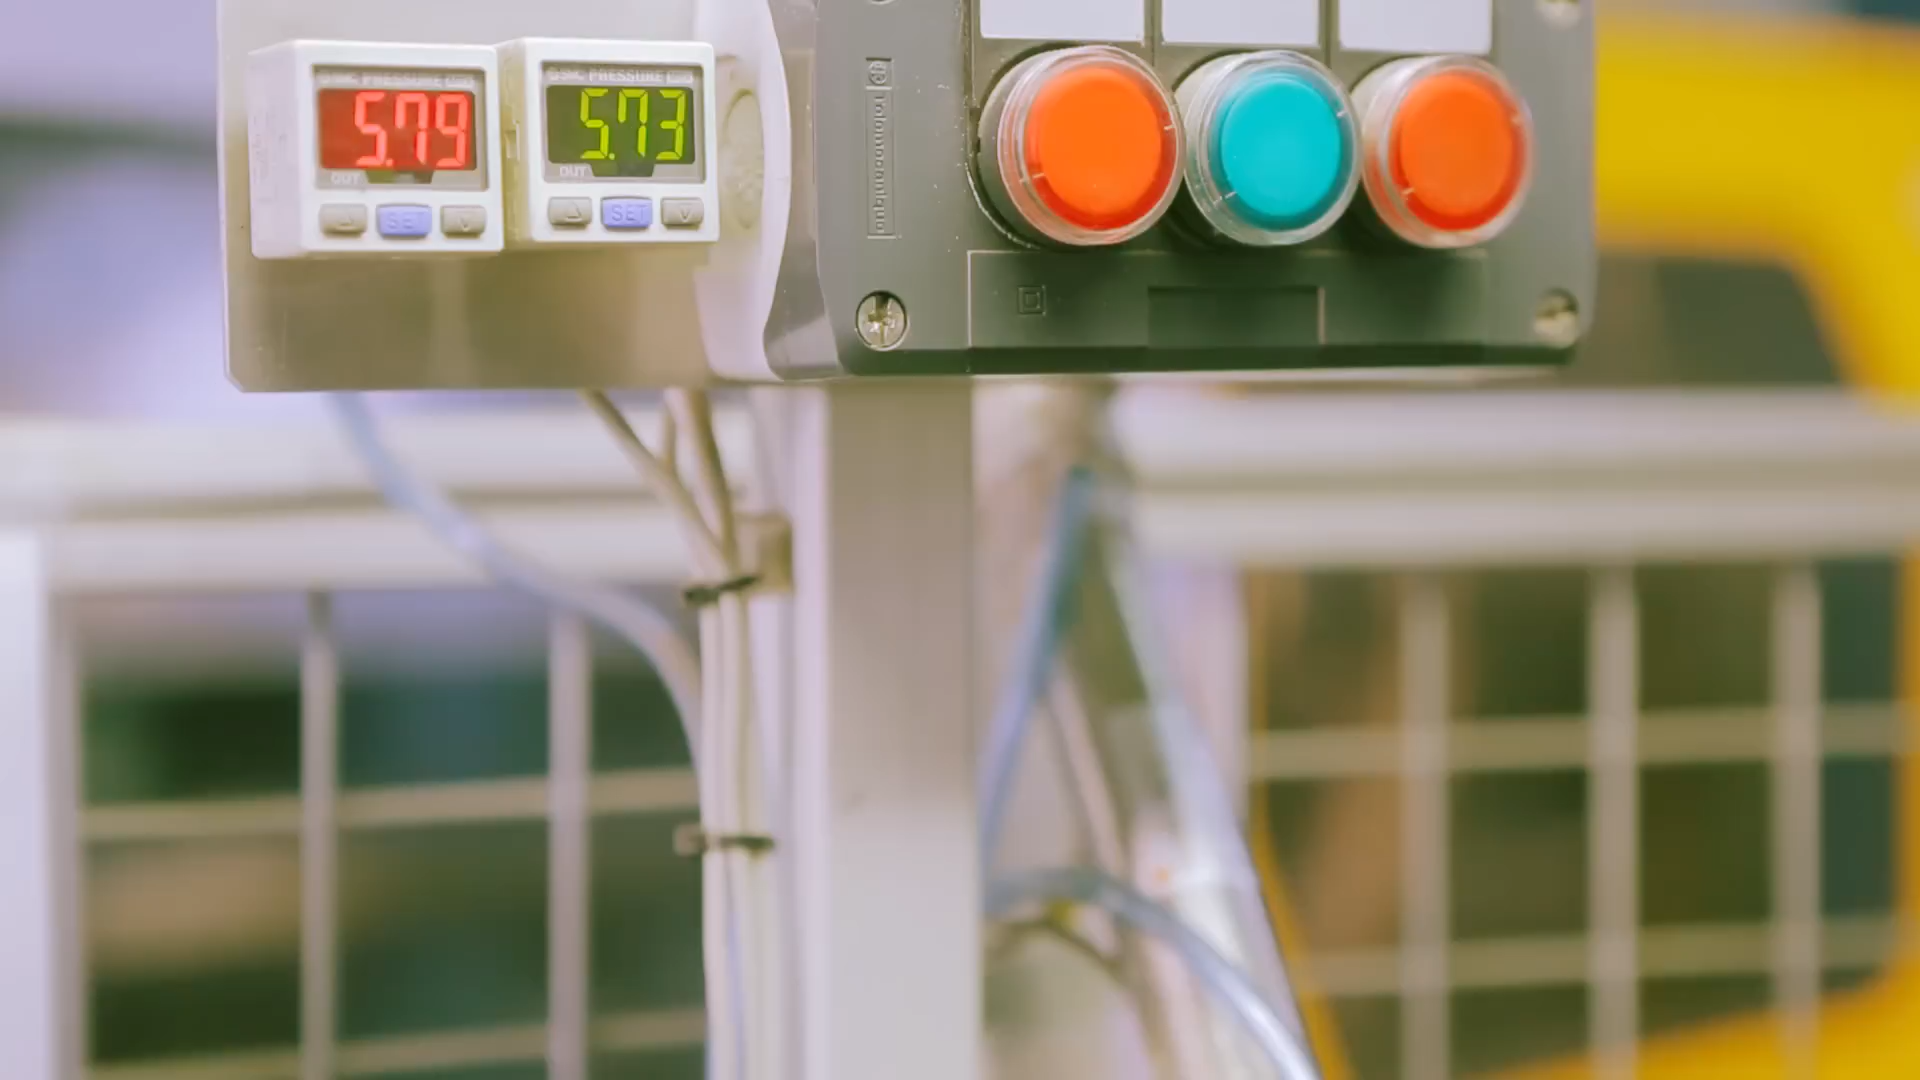 SMC PRESSURE
5.79
OUT
SET
SMC PRESSURE
5.73
OUT
SET
Telemecanique